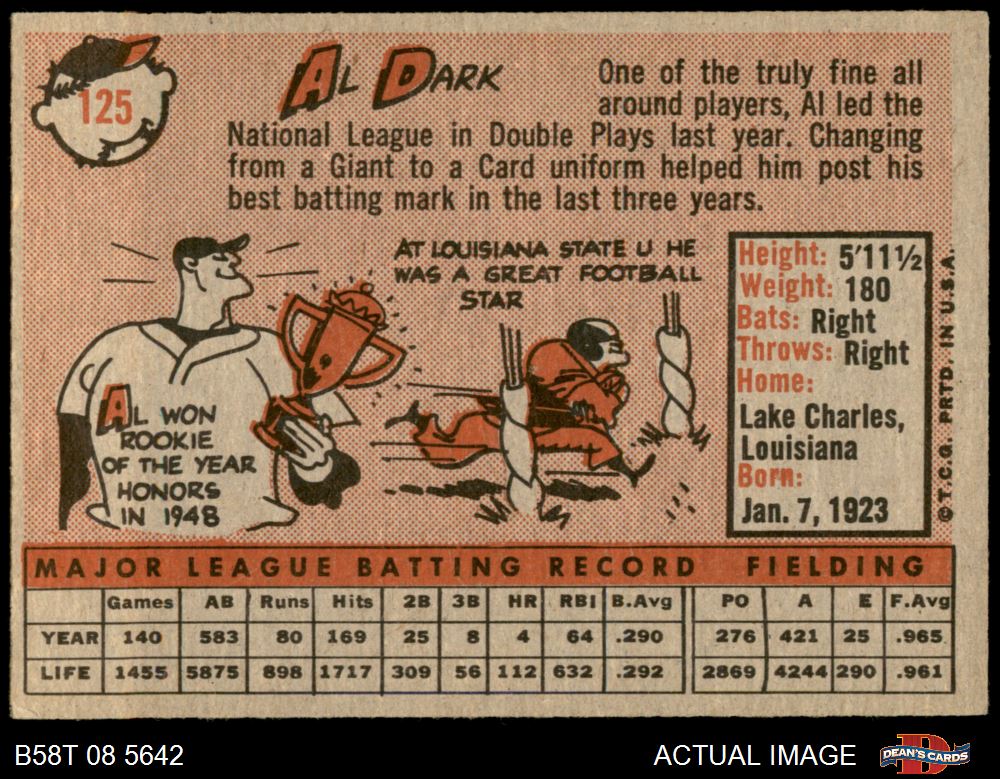 125
AL DARK
One of the truly fine all
around players, Al led the
National League in Double Plays last year. Changing
from a Giant to a Card uniform helped him post his
best batting mark in the last three years.
AT LOUISIANA STATE U HE
WAS A GREAT FOOTBALL
STAR
AL WON
ROOKIE
OF THE YEAR
HONORS
IN 1948
Height: 5'11½
Weight: 180
Bats: Right
Throws: Right
Home:
Lake Charles,
Louisiana
Born:
Jan. 7, 1923
© T.C.G. PRTD. IN U.S.A.
MAJOR LEAGUE BATTING RECORD FIELDING
Games AB Runs Hits 2B 3B HR RBI B.Avg PO A E F.Avg
YEAR 140 583 80 169 25 8 4 64 .290 276 421 25 .965
LIFE 1455 5875 898 1717 309 56 112 632 .292 2869 4244 290 .961
B58T 08 5642 ACTUAL IMAGE DEAN'S CARDS